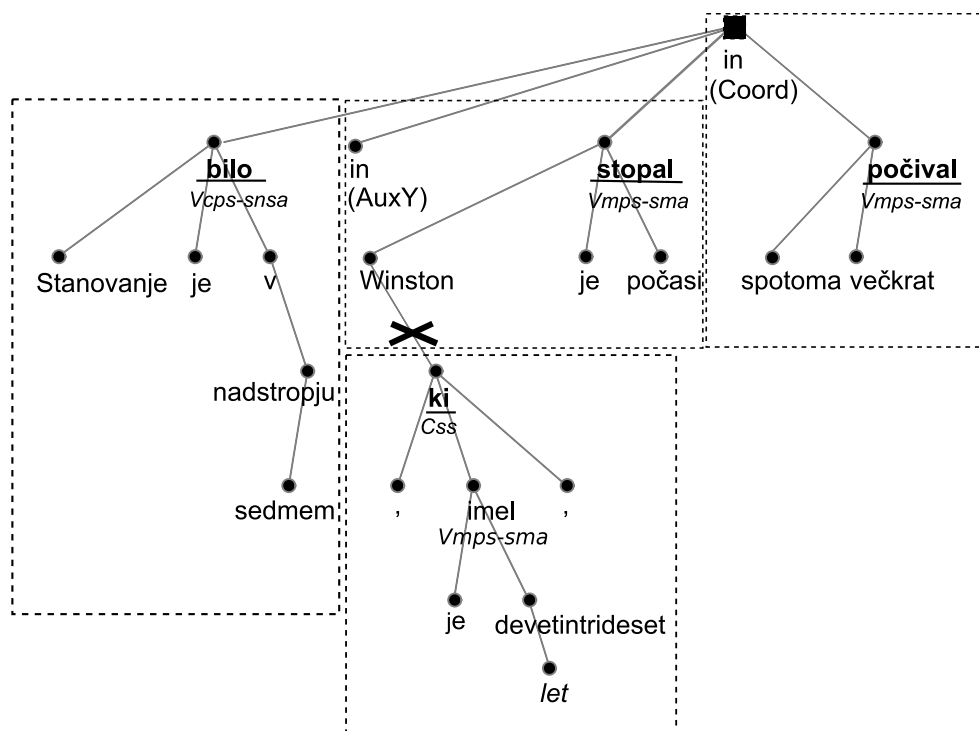 in
(Coord)
bilo
Vcps-snsa
in
(AuxY)
stopal
Vmps-sma
počival
Vmps-sma
Stanovanje je v
Winston
je počasi
spotoma večkrat
nadstropju
ki
Css
sedmem
, imel ,
Vmps-sma
je devetintrideset
let